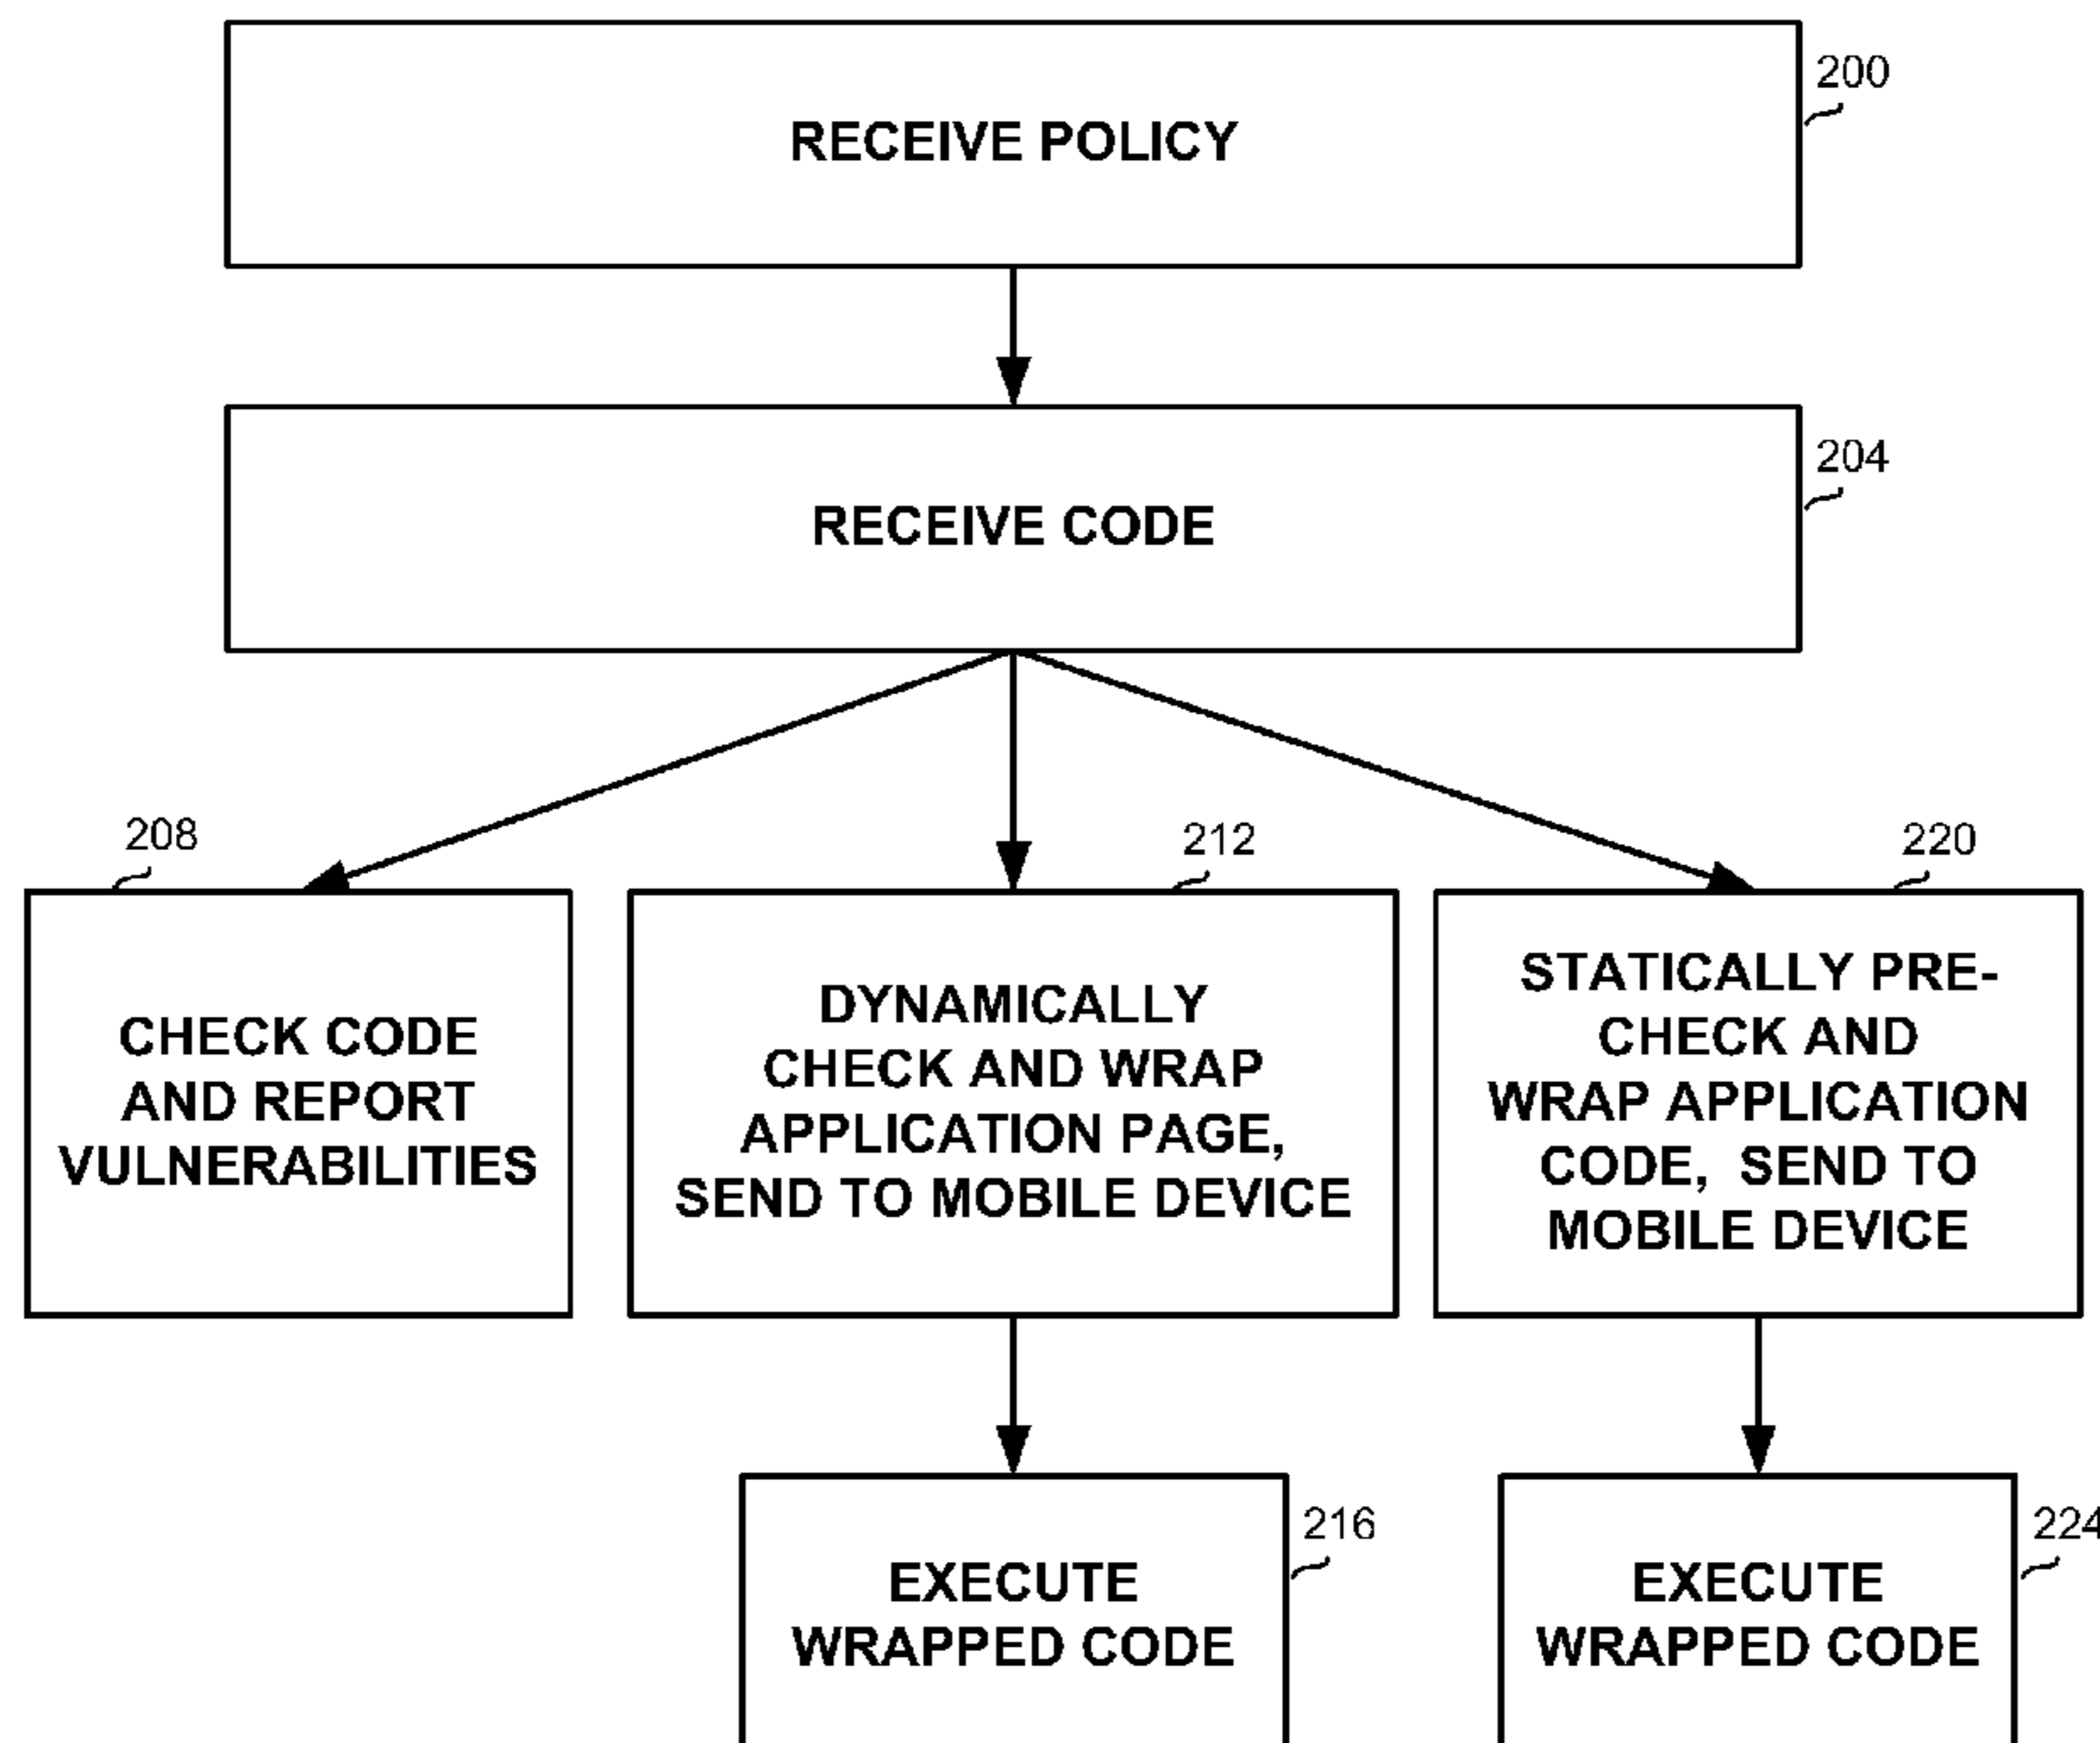 200
RECEIVE POLICY
204
RECEIVE CODE
208
212
220
CHECK CODE
AND REPORT
VULNERABILITIES
DYNAMICALLY
CHECK AND WRAP
APPLICATION PAGE,
SEND TO MOBILE DEVICE
STATICALLY PRE-
CHECK AND
WRAP APPLICATION
CODE, SEND TO
MOBILE DEVICE
216
EXECUTE
WRAPPED CODE
224
EXECUTE
WRAPPED CODE